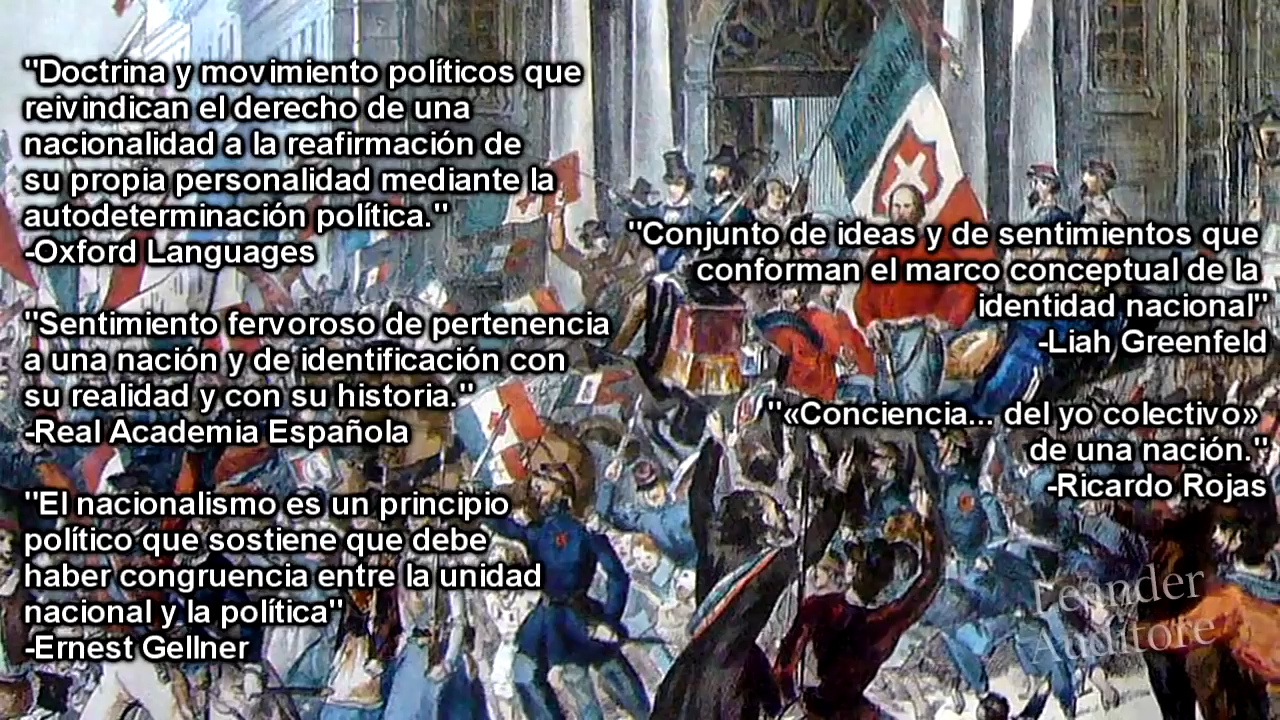 "Doctrina y movimiento políticos que
reivindican el derecho de una
nacionalidad a la reafirmación de
su propia personalidad mediante la
autodeterminación política."
-Oxford Languages
"Sentimiento fervoroso de pertenencia
a una nación y de identificación con
su realidad y con su historia."
-Real Academia Española
"El nacionalismo es un principio
político que sostiene que debe
haber congruencia entre la unidad
nacional y la política"
-Ernest Gellner
"Conjunto de ideas y de sentimientos que
conforman el marco conceptual de la
identidad nacional"
-Liah Greenfeld
"«Conciencia... del yo colectivo»
de una nación."
-Ricardo Rojas
Leander
Auditore